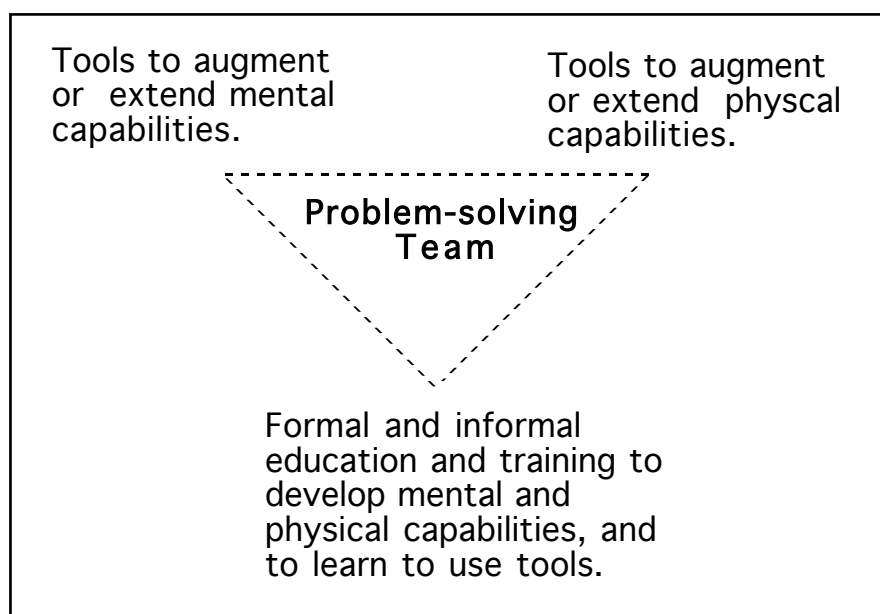 Tools to augment
or extend mental
capabilities.
Tools to augment
or extend physcal
capabilities.
Problem-solving
Team
Formal and informal
education and training to
develop mental and
physical capabilities, and
to learn to use tools.